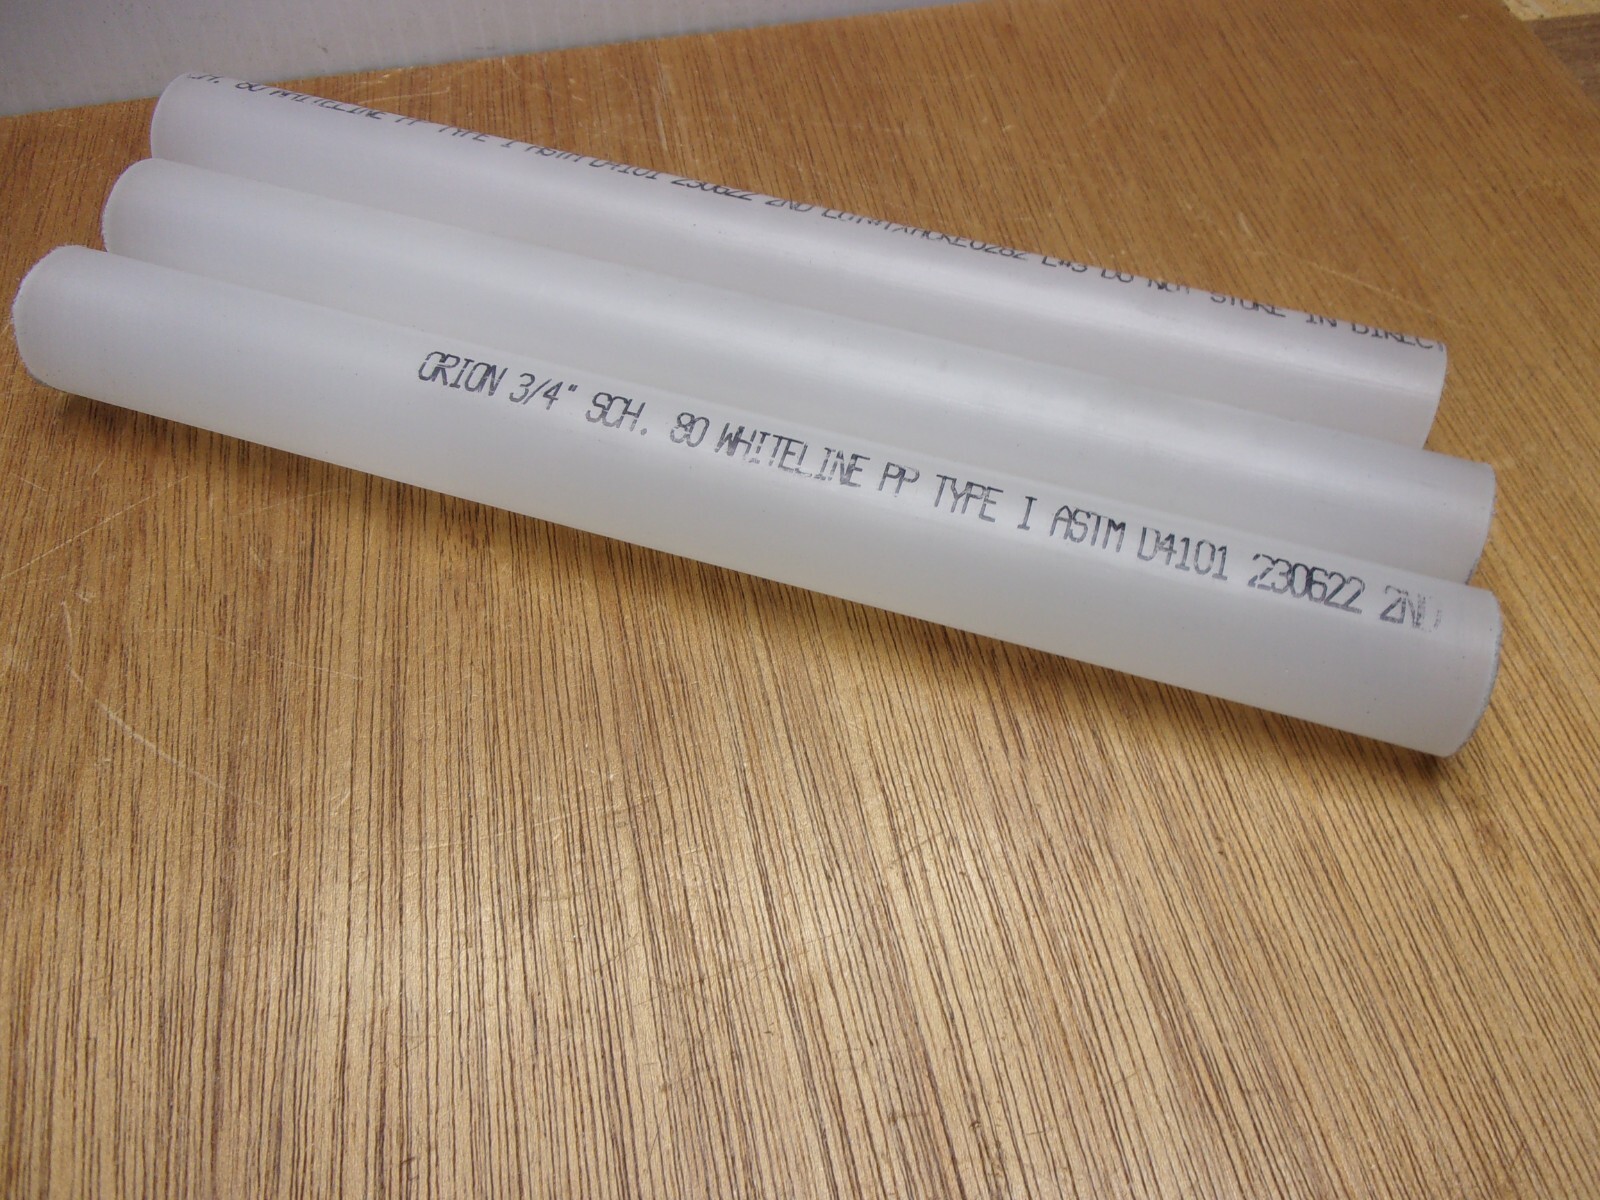 80 WHITELINE PP TYPE I ASTM D4101 230622 2ND DO NOT STORE IN DIRECT
ORION 3/4" SCH. 80 WHITELINE PP TYPE I ASTM D4101 230622 2ND